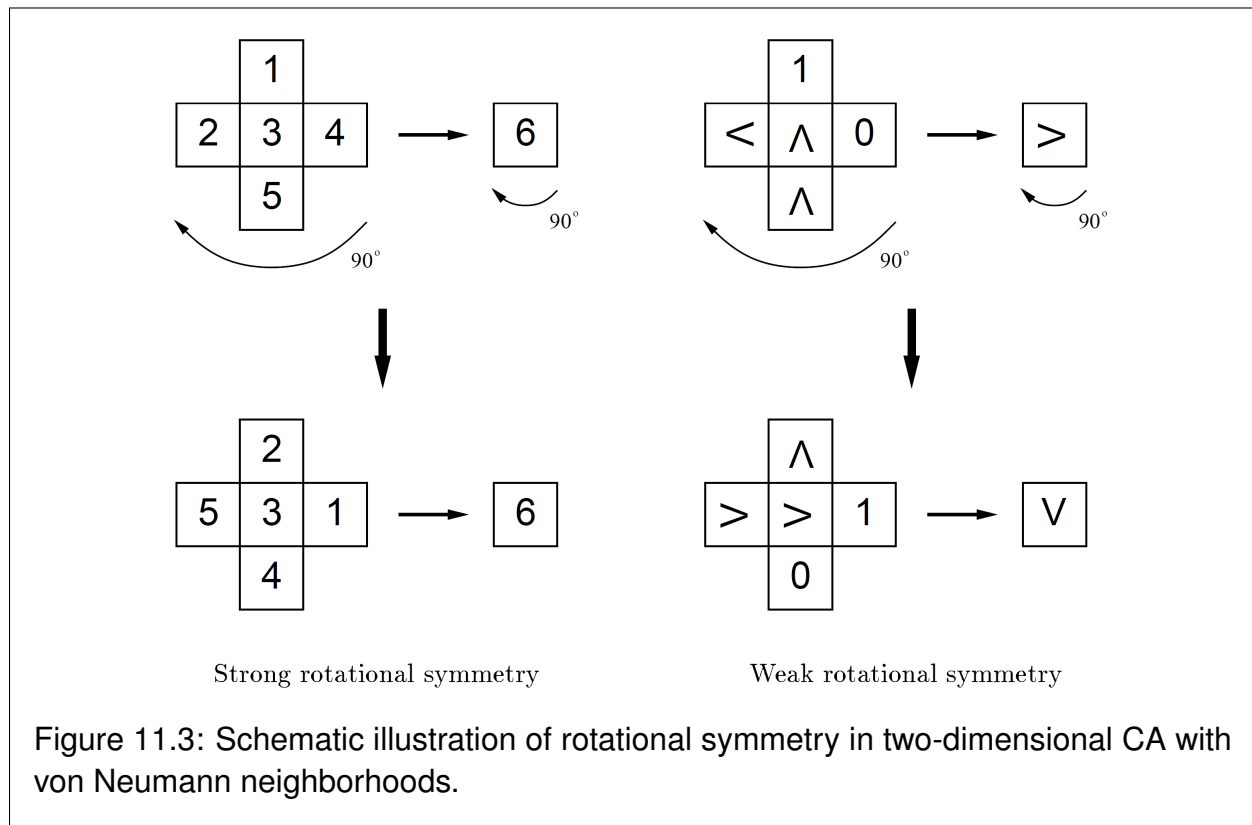 1 1
2 3 4 6 < Λ 0 >
5 Λ
90° 90° 90° 90°
2 Λ
5 3 1 6 > > 1 V
4 0
Strong rotational symmetry Weak rotational symmetry
Figure 11.3: Schematic illustration of rotational symmetry in two-dimensional CA with
von Neumann neighborhoods.